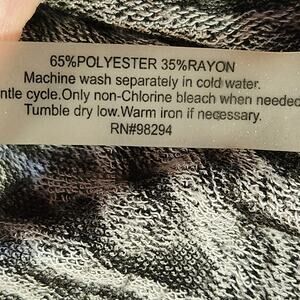 65%POLYESTER 35%RAYON
Machine wash separately in cold water.
ntle cycle.Only non-Chlorine bleach when needed
Tumble dry low.Warm iron if necessary.
RN#98294